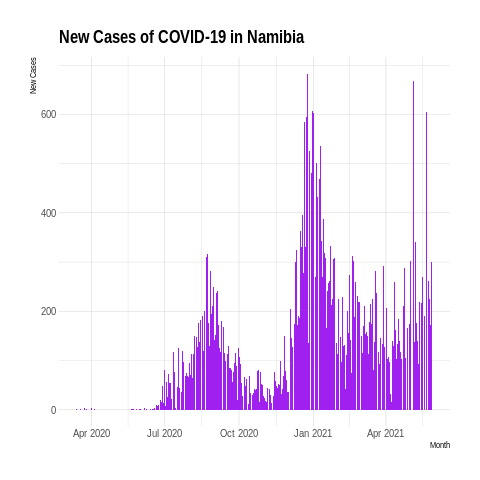 New Cases of COVID-19 in Namibia
New Cases
600
400
200
0
Apr 2020 Jul 2020 Oct 2020 Jan 2021 Apr 2021
Month